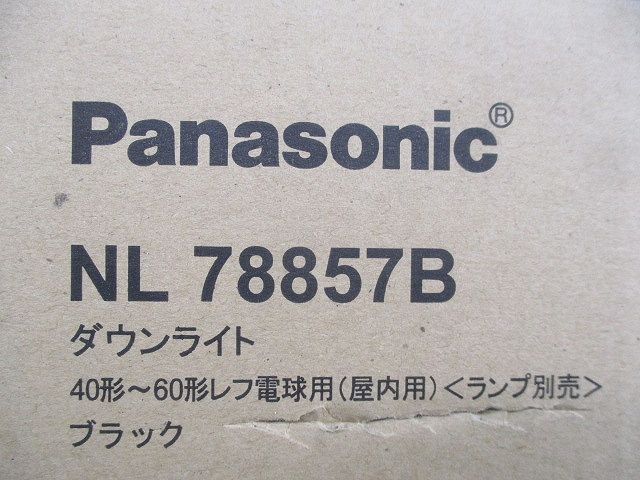 Panasonic®
NL 78857B
ダウンライト
40形～60形レフ電球用(屋内用)<ランプ別売>
ブラック